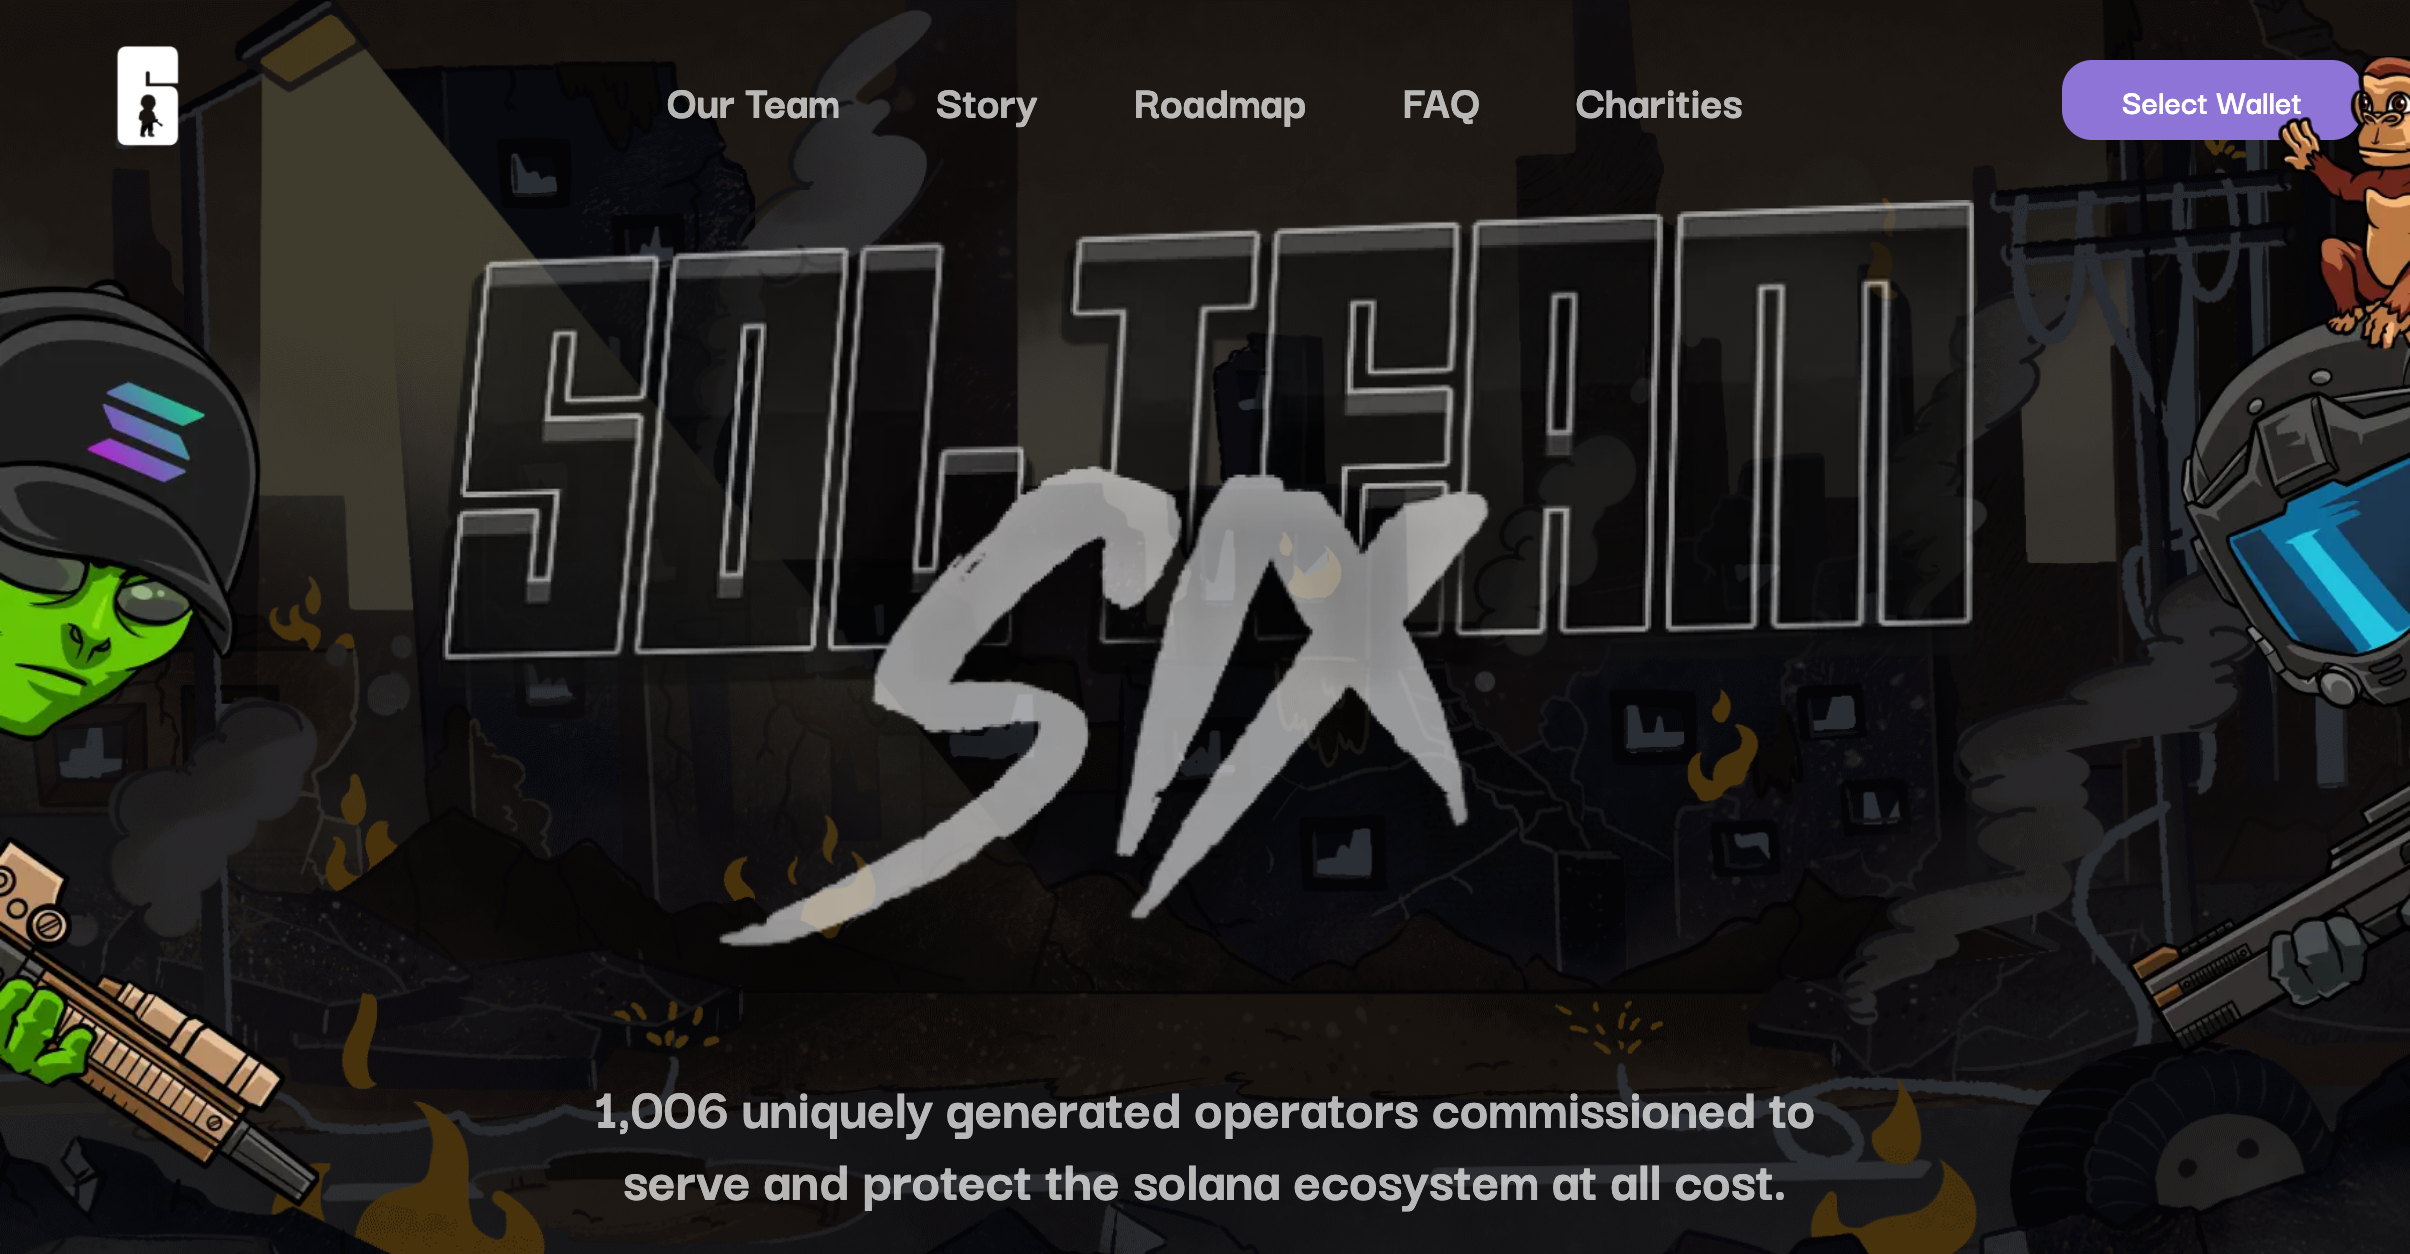 6
Our Team
Story
Roadmap
FAQ
Charities
Select Wallet
SOL TEAM
SIX
1,006 uniquely generated operators commissioned to
serve and protect the solana ecosystem at all cost.